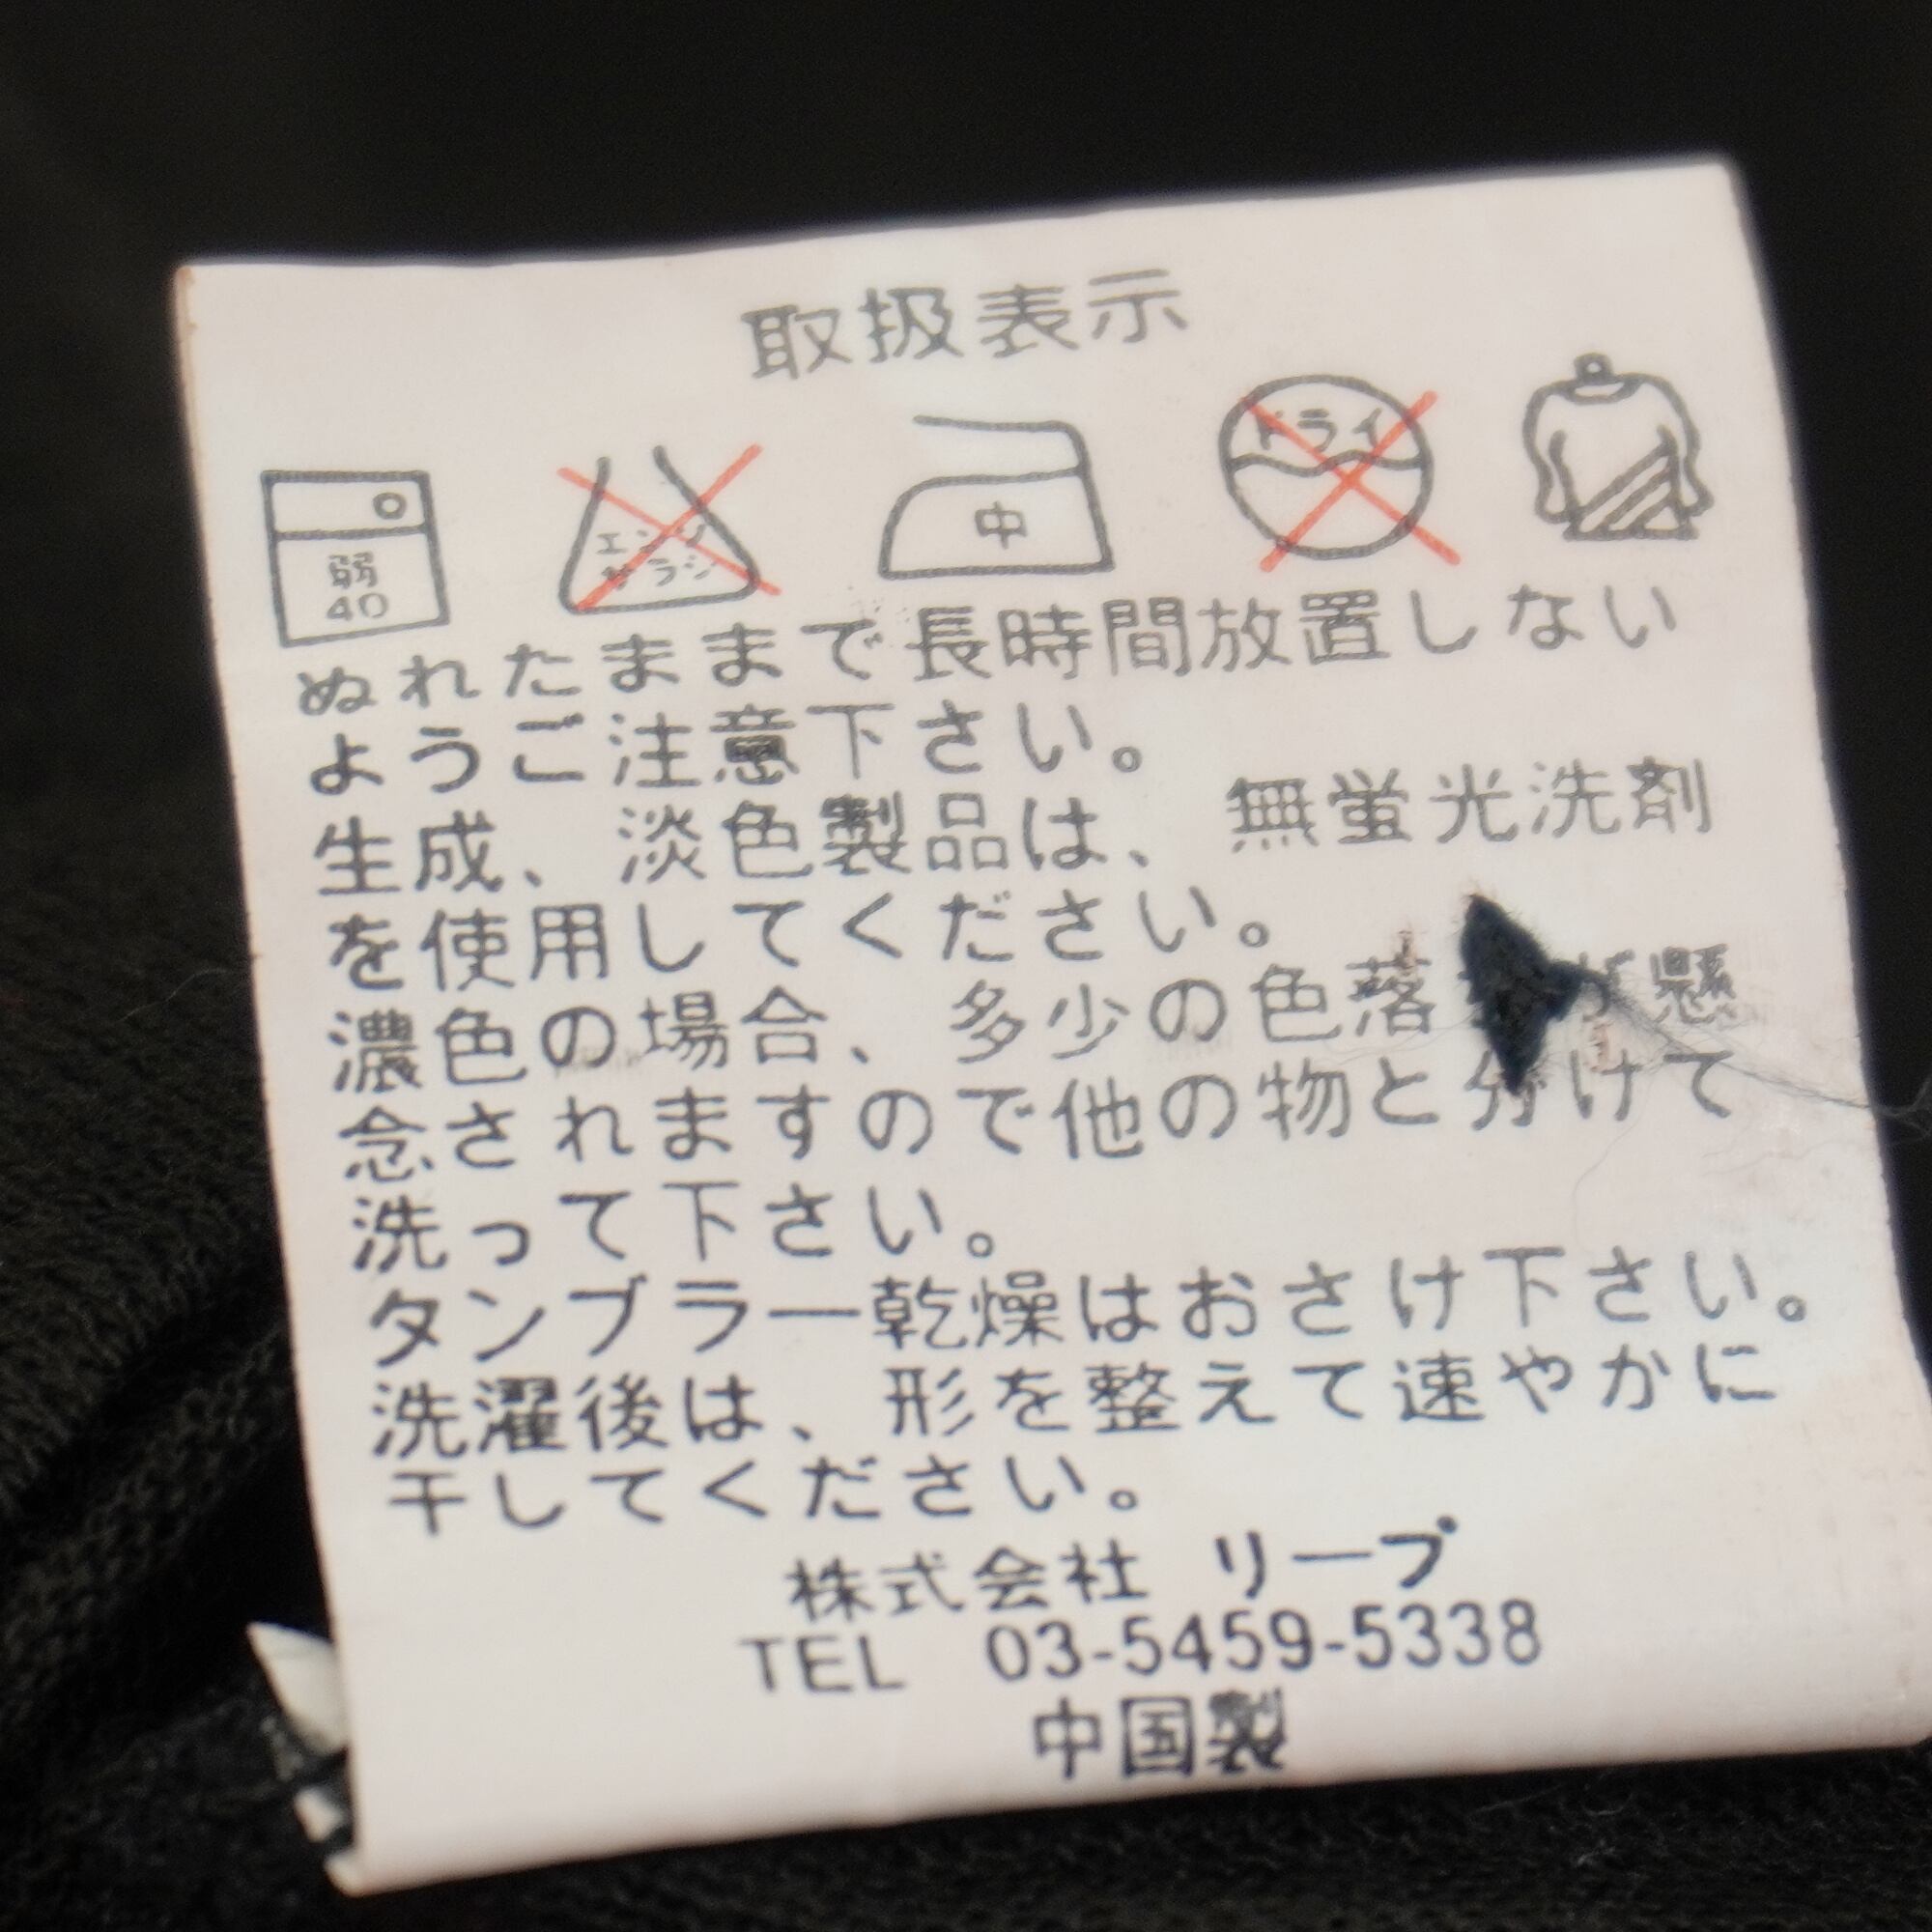 取扱表示
弱
40
エンソ
サラシ
中
ドライ
ぬれたままで長時間放置しない
ようご注意下さい。
生成、淡色製品は、無蛍光洗剤
を使用してください。
濃色の場合、多少の色落 が懸
念されますので他の物と分けて
洗って下さい。
タンブラー乾燥はおさけ下さい。
洗濯後は、形を整えて速やかに
干してください。
株式会社 リープ
TEL 03-5459-5338
中国製